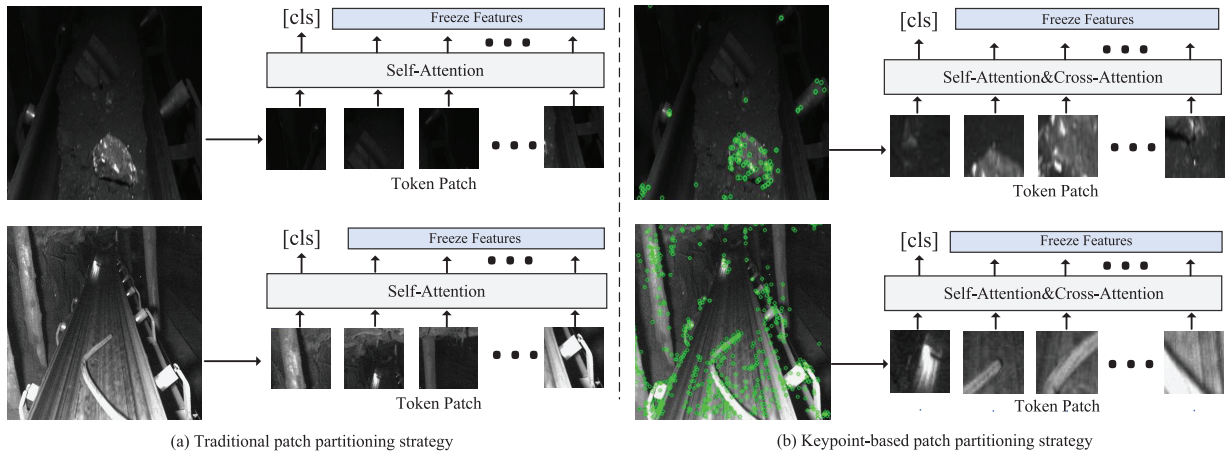 [cls]
Freeze Features
Self-Attention
Token Patch
[cls]
Freeze Features
Self-Attention
Token Patch
(a) Traditional patch partitioning strategy
[cls]
Freeze Features
Self-Attention&Cross-Attention
Token Patch
[cls]
Freeze Features
Self-Attention&Cross-Attention
Token Patch
(b) Keypoint-based patch partitioning strategy